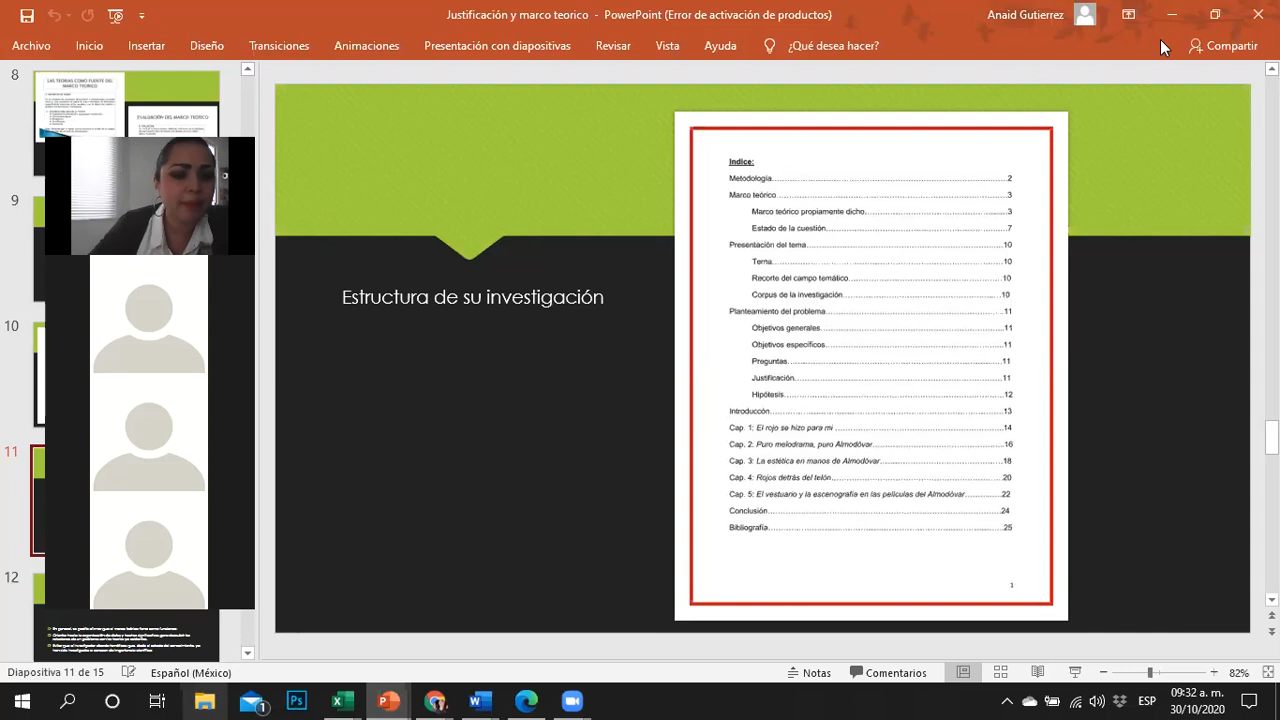 Justificación y marco teorico - PowerPoint (Error de activación de productos)
Anaid Gutierrez
Archivo Inicio Insertar Diseño Transiciones Animaciones Presentación con diapositivas Revisar Vista Ayuda ¿Qué desea hacer? Compartir
8
LAS TEORIAS COMO FUENTE DEL MARCO TEORICO
EVALUACIÓN DEL MARCO TEÓRICO
9
10
11
12
Estructura de su investigación
Indice:
Metodología 2
Marco teórico 3
Marco teórico propiamente dicho 3
Estado de la cuestión 7
Presentación del tema 10
Tema 10
Recorte del campo temático 10
Corpus de la investigación 10
Planteamiento del problema 11
Objetivos generales 11
Objetivos específicos 11
Preguntas 11
Justificación 11
Hipótesis 12
Introduccón 13
Cap. 1: El rojo se hizo para mi 14
Cap. 2: Puro melodrama, puro Almodóvar 16
Cap. 3: La estética en manos de Almodóvar 18
Cap. 4: Rojos detrás del telón 20
Cap. 5: El vestuario y la escenografía en las películas del Almodóvar 22
Conclusión 24
Bibliografía 25
1
Diapositiva 11 de 15 Español (México) Notas Comentarios 82%
1 ESP 09:32 a. m.
30/10/2020